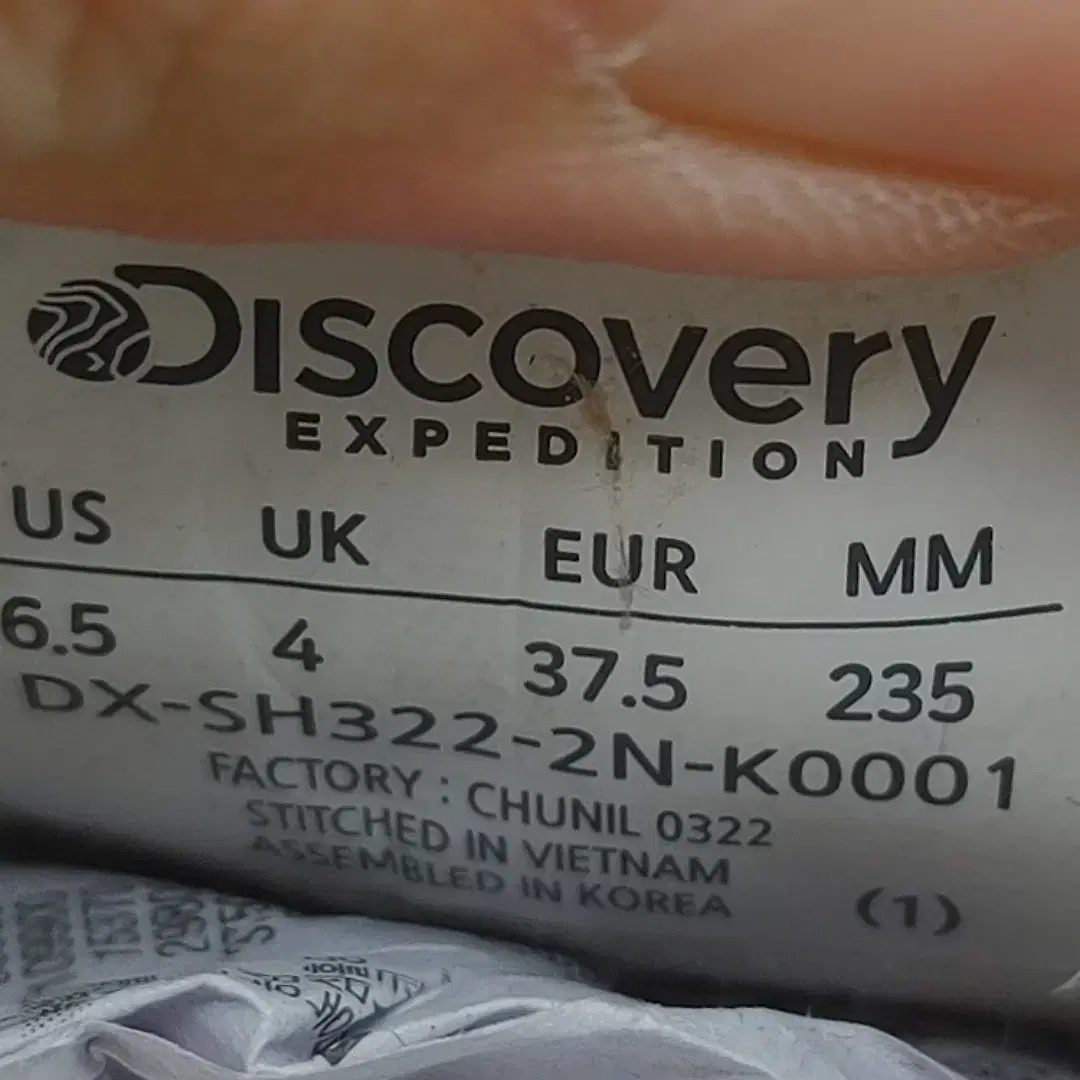 DISCOVERY
EXPEDITION
US UK EUR MM
6.5 4 37.5 235
DX-SH322-2N-K0001
FACTORY : CHUNIL 0322
STITCHED IN VIETNAM
ASSEMBLED IN KOREA (1)